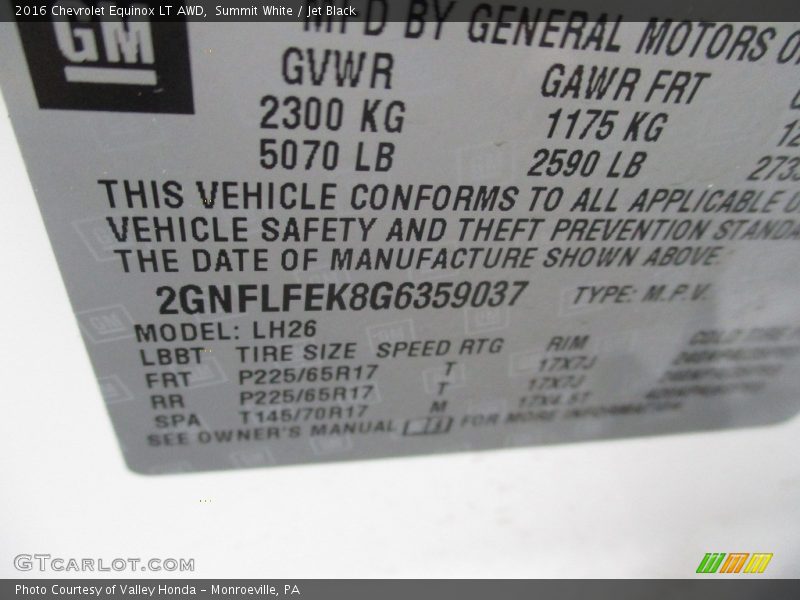 2016 Chevrolet Equinox LT AWD, Summit White / Jet Black
GM
MFD BY GENERAL MOTORS
GVWR GAWR FRT
2300 KG 1175 KG
5070 LB 2590 LB
THIS VEHICLE CONFORMS TO ALL APPLICABLE
VEHICLE SAFETY AND THEFT PREVENTION
THE DATE OF MANUFACTURE SHOWN ABOVE
2GNFLFEK8G6359037 TYPE: M.P.V.
MODEL: LH26
LBBT TIRE SIZE SPEED RTG RIM
FRT P225/65R17 T 17X7J
RR P225/65R17 T 17X7J
SPA T145/70R17 M
SEE OWNER'S MANUAL FOR MORE INFORMATION
GTCARLOT.COM
Photo Courtesy of Valley Honda - Monroeville, PA